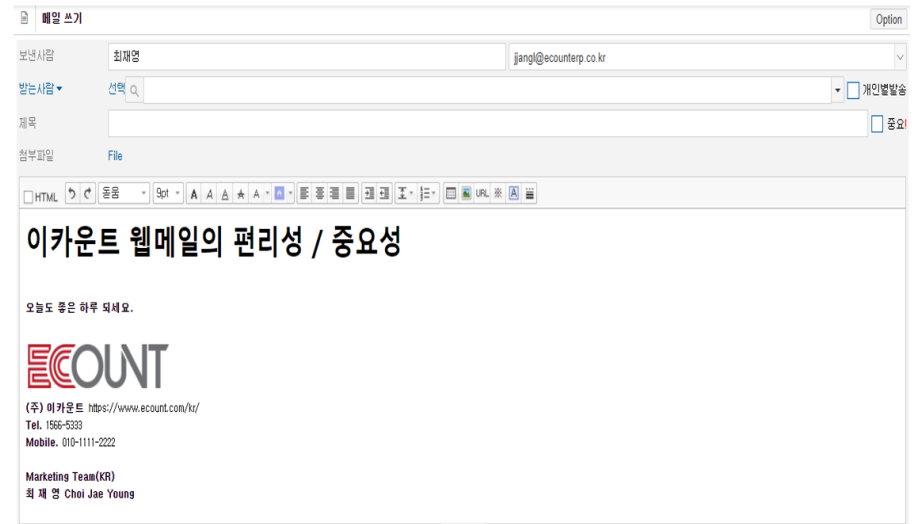 메일 쓰기 Option
보낸사람 최재영 jjangl@ecounterp.co.kr
받는사람▾ 선택 개인별발송
제목 중요!
첨부파일 File
HTML 돋움 9pt A A A A A URL ※ A
이카운트 웹메일의 편리성 / 중요성
오늘도 좋은 하루 되세요.
ECOUNT
(주) 이카운트 https://www.ecount.com/kr/
Tel. 1566-5333
Mobile. 010-1111-2222
Marketing Team(KR)
최 재 영 Choi Jae Young